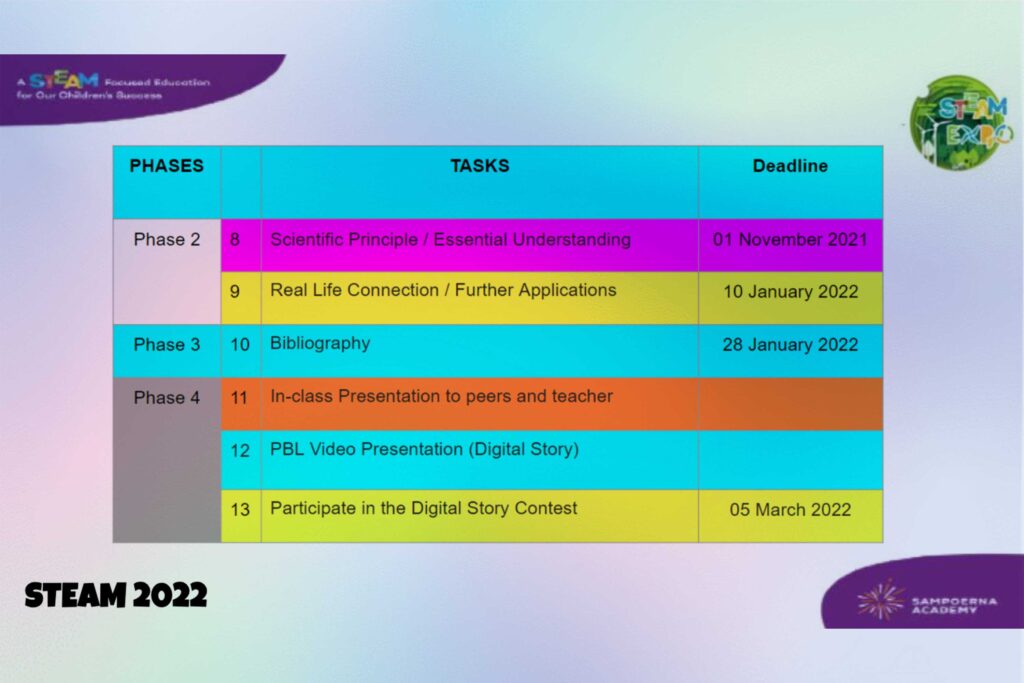 A STEAM Focused Education
for Our Children's Success
STEAM
EXPO
PHASES TASKS Deadline
Phase 2 8 Scientific Principle / Essential Understanding 01 November 2021
9 Real Life Connection / Further Applications 10 January 2022
Phase 3 10 Bibliography 28 January 2022
Phase 4 11 In-class Presentation to peers and teacher
12 PBL Video Presentation (Digital Story)
13 Participate in the Digital Story Contest 05 March 2022
STEAM 2022
SAMPOERNA
ACADEMY